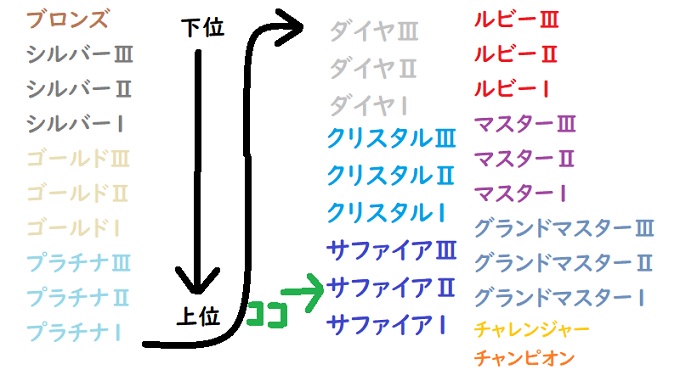 ブロンズ
シルバーⅢ
シルバーⅡ
シルバーⅠ
ゴールドⅢ
ゴールドⅡ
ゴールドⅠ
プラチナⅢ
プラチナⅡ
プラチナⅠ
下位
上位
ココ
ダイヤⅢ
ダイヤⅡ
ダイヤⅠ
クリスタルⅢ
クリスタルⅡ
クリスタルⅠ
サファイアⅢ
サファイアⅡ
サファイアⅠ
ルビーⅢ
ルビーⅡ
ルビーⅠ
マスターⅢ
マスターⅡ
マスターⅠ
グランドマスターⅢ
グランドマスターⅡ
グランドマスターⅠ
チャレンジャー
チャンピオン